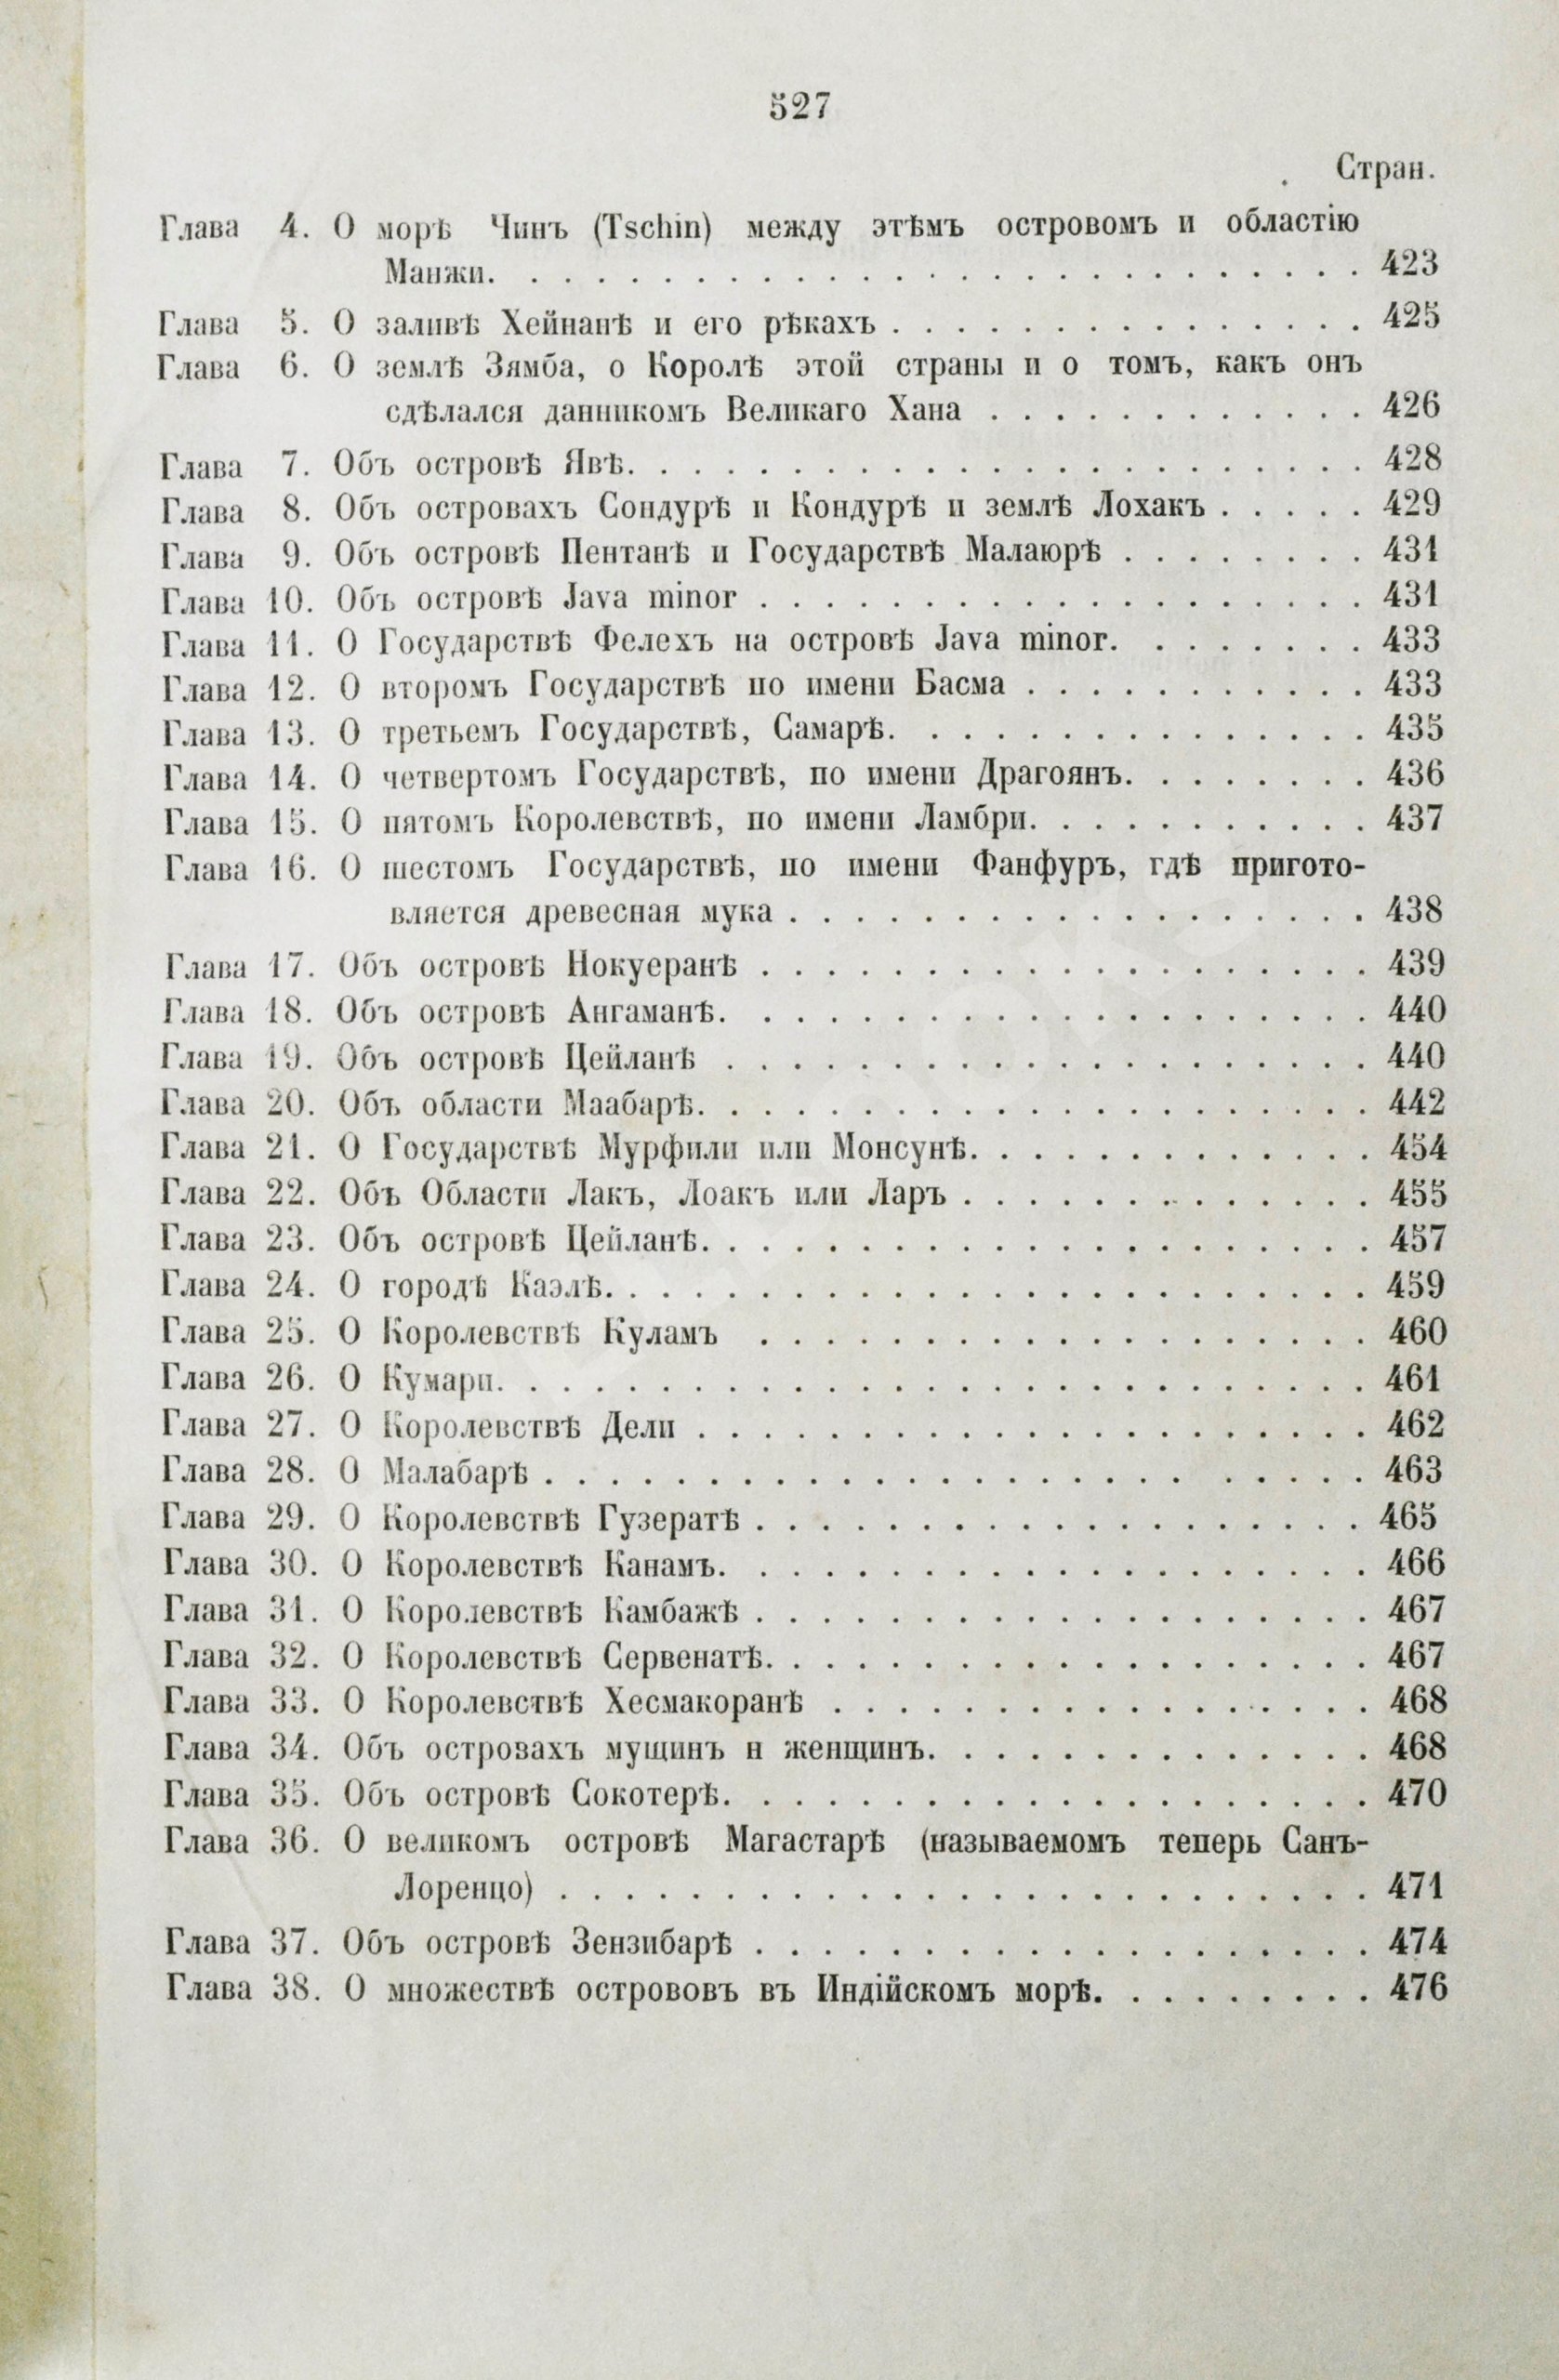 527
Стран.
Глава 4. О морѣ Чинъ (Tschin) между этѣмъ островомъ и областію
Манжи. . . . . . . . . . . . . . . . . . . . . . . . . . . 423
Глава 5. О заливѣ Хейнанѣ и его рѣкахъ . . . . . . . . . . . . . . . 425
Глава 6. О землѣ Зямба, о Королѣ этой страны и о томъ, какъ онъ
сдѣлался данникомъ Великаго Хана . . . . . . . . . . . . 426
Глава 7. Объ островѣ Явѣ. . . . . . . . . . . . . . . . . . . . . . . 428
Глава 8. Объ островахъ Сондурѣ и Кондурѣ и землѣ Лохакъ . . . . . 429
Глава 9. Объ островѣ Пентанѣ и Государствѣ Малаюрѣ . . . . . . . . 431
Глава 10. Объ островѣ Java minor . . . . . . . . . . . . . . . . . . . 431
Глава 11. О Государствѣ Фелехъ на островѣ Java minor. . . . . . . . 433
Глава 12. О второмъ Государствѣ по имени Басма . . . . . . . . . . . 433
Глава 13. О третьемъ Государствѣ, Самарѣ. . . . . . . . . . . . . . . 435
Глава 14. О четвертомъ Государствѣ, по имени Драгоянъ. . . . . . . . 436
Глава 15. О пятомъ Королевствѣ, по имени Ламбри. . . . . . . . . . . 437
Глава 16. О шестомъ Государствѣ, по имени Фанфуръ, гдѣ пригото-
вляется древесная мука . . . . . . . . . . . . . . . . . . 438
Глава 17. Объ островѣ Нокуеранѣ . . . . . . . . . . . . . . . . . . . 439
Глава 18. Объ островѣ Ангаманѣ. . . . . . . . . . . . . . . . . . . . 440
Глава 19. Объ островѣ Цейланѣ . . . . . . . . . . . . . . . . . . . . 440
Глава 20. Объ области Маабарѣ. . . . . . . . . . . . . . . . . . . . . 442
Глава 21. О Государствѣ Мурфили или Монсунѣ. . . . . . . . . . . . . 454
Глава 22. Объ Области Лакъ, Лоакъ или Ларъ . . . . . . . . . . . . . 455
Глава 23. Объ островѣ Цейланѣ. . . . . . . . . . . . . . . . . . . . . 457
Глава 24. О городѣ Каэлѣ. . . . . . . . . . . . . . . . . . . . . . . . 459
Глава 25. О Королевствѣ Куламъ . . . . . . . . . . . . . . . . . . . 460
Глава 26. О Кумари. . . . . . . . . . . . . . . . . . . . . . . . . . . 461
Глава 27. О Королевствѣ Дели . . . . . . . . . . . . . . . . . . . . . 462
Глава 28. О Малабарѣ . . . . . . . . . . . . . . . . . . . . . . . . . 463
Глава 29. О Королевствѣ Гузератѣ . . . . . . . . . . . . . . . . . . . 465
Глава 30. О Королевствѣ Канамъ. . . . . . . . . . . . . . . . . . . . 466
Глава 31. О Королевствѣ Камбажѣ . . . . . . . . . . . . . . . . . . . 467
Глава 32. О Королевствѣ Серvenатѣ. . . . . . . . . . . . . . . . . . . 467
Глава 33. О Королевствѣ Хесмакоранѣ . . . . . . . . . . . . . . . . . 468
Глава 34. Объ островахъ мущинъ и женщинъ. . . . . . . . . . . . . . 468
Глава 35. Объ островѣ Сокотерѣ. . . . . . . . . . . . . . . . . . . . 470
Глава 36. О великомъ островѣ Магастарѣ (называемомъ теперь Санъ-
Лоренцо) . . . . . . . . . . . . . . . . . . . . . . . . . 471
Глава 37. Объ островѣ Зензибарѣ . . . . . . . . . . . . . . . . . . . 474
Глава 38. О множествѣ острововъ въ Индійскомъ морѣ. . . . . . . . . 476